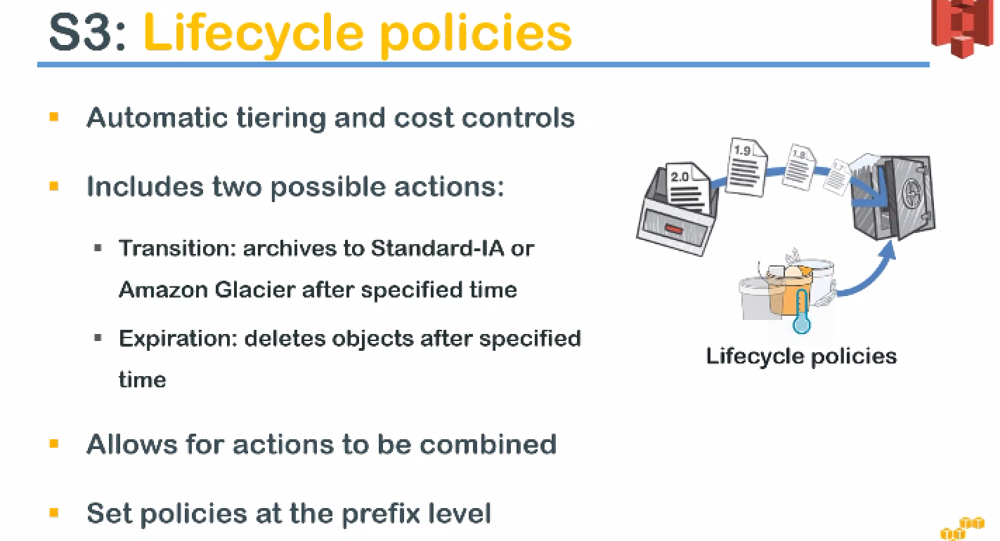 S3: Lifecycle policies
Automatic tiering and cost controls
Includes two possible actions:
Transition: archives to Standard-IA or
Amazon Glacier after specified time
Expiration: deletes objects after specified
time
Allows for actions to be combined
Set policies at the prefix level
2.0
1.9
1.8
1.7
Lifecycle policies
TT
TT